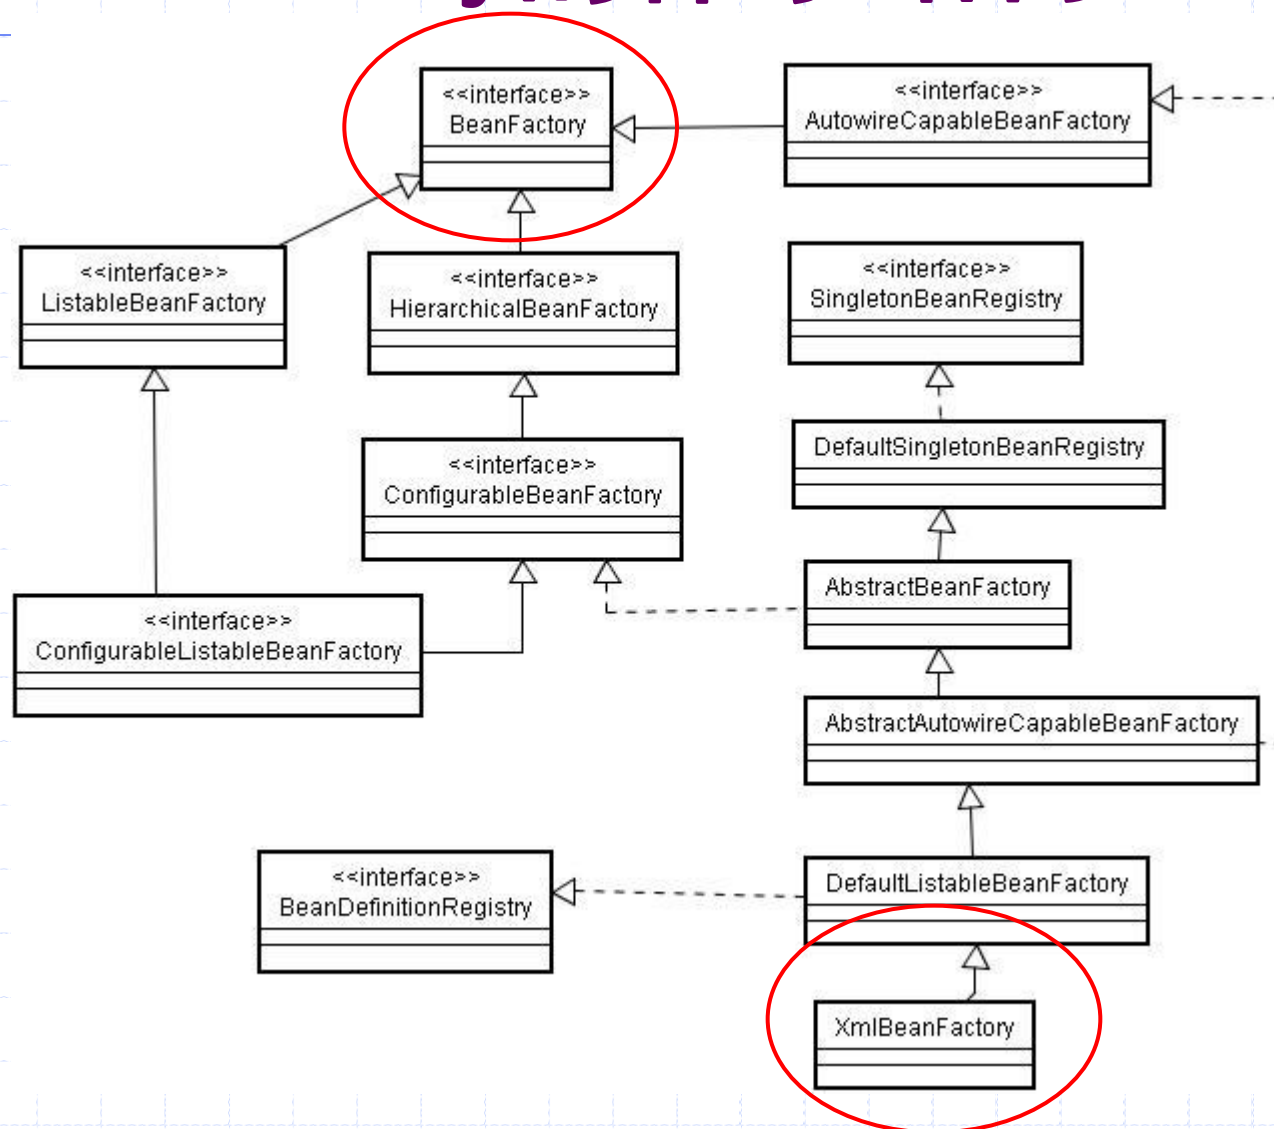 <<interface>>
BeanFactory
<<interface>>
AutowireCapableBeanFactory
<<interface>>
ListableBeanFactory
<<interface>>
HierarchicalBeanFactory
<<interface>>
SingletonBeanRegistry
DefaultSingletonBeanRegistry
<<interface>>
ConfigurableBeanFactory
AbstractBeanFactory
<<interface>>
ConfigurableListableBeanFactory
AbstractAutowireCapableBeanFactory
<<interface>>
BeanDefinitionRegistry
DefaultListableBeanFactory
XmlBeanFactory